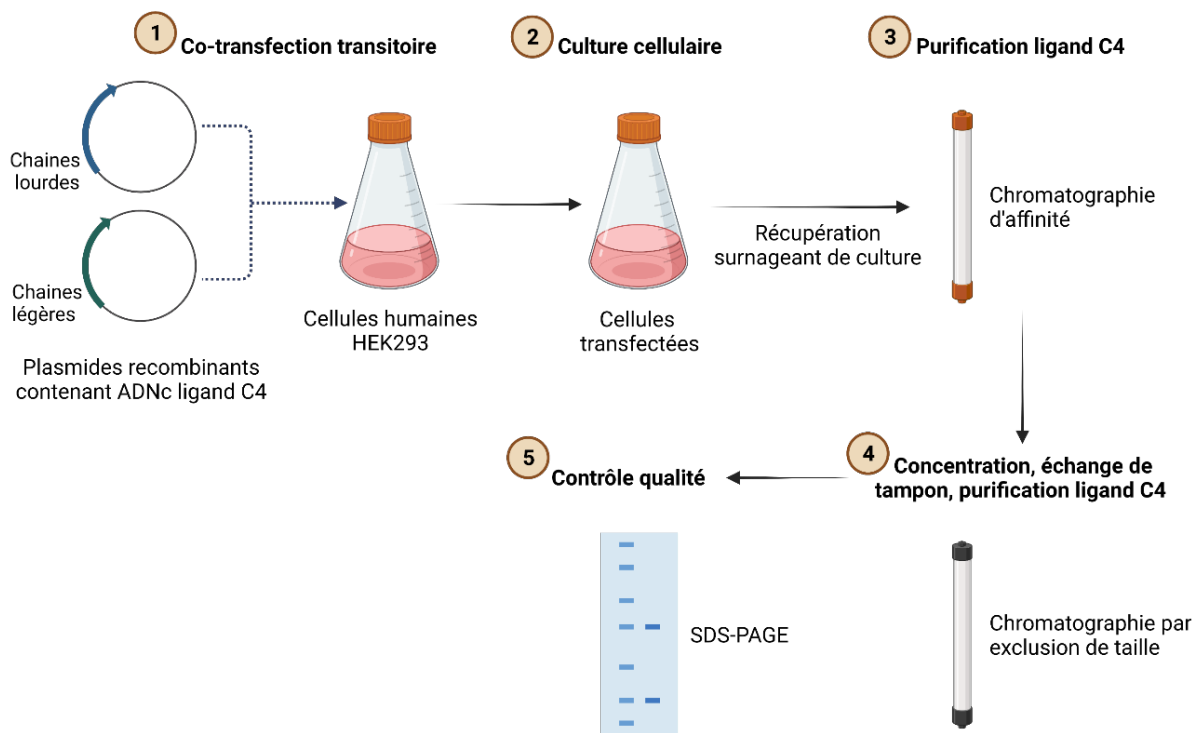 1
Co-transfection transitoire
Chaines
lourdes
Chaines
légères
Plasmides recombinants
contenant ADNc ligand C4
Cellules humaines
HEK293
2
Culture cellulaire
Cellules
transfectées
Récupération
surnageant de culture
3
Purification ligand C4
Chromatographie
d'affinité
4
Concentration, échange de
tampon, purification ligand C4
Chromatographie par
exclusion de taille
5
Contrôle qualité
SDS-PAGE